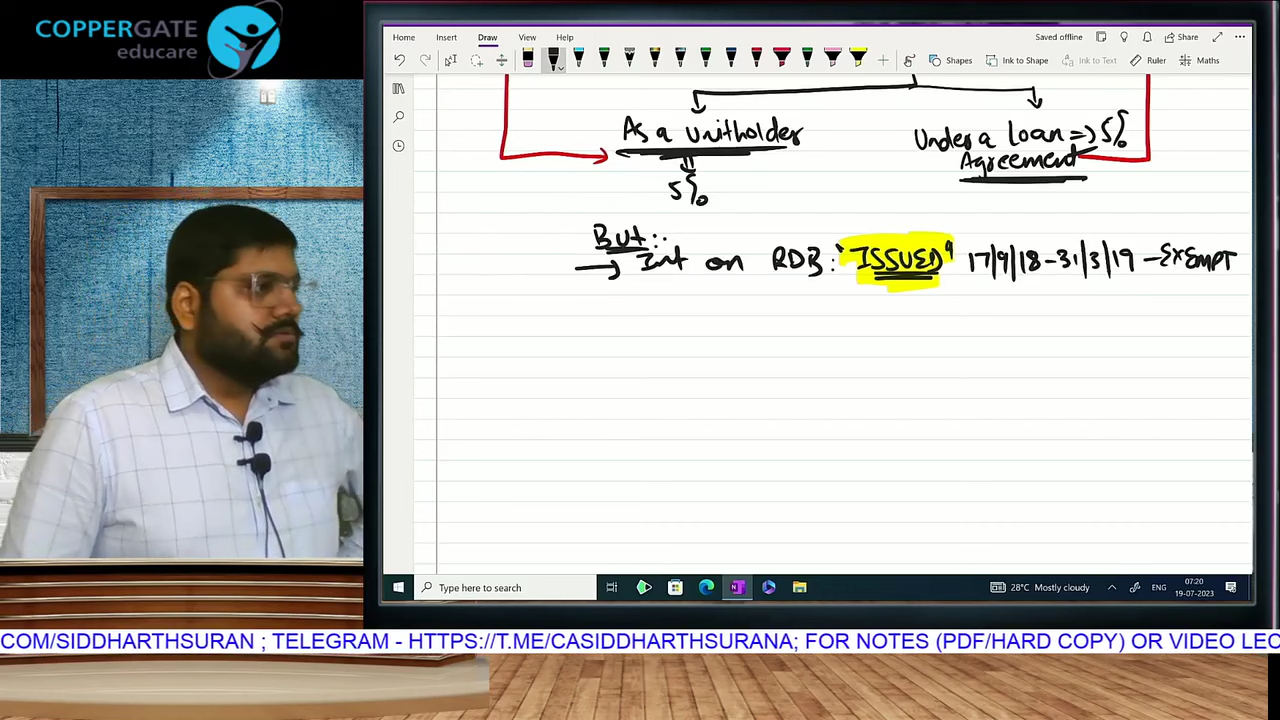 COPPERGATE
educare
Home Insert Draw View Help
Saved offline
Share
Shapes
Ink to Shape
Ink to Text
Ruler
Maths
As a unitholder
5%
Under a loan => 5%
Agreement
But :-
Int on RDB: "ISSUED" 17/9/18-31/3/19 - EXEMPT
Type here to search
28°C Mostly cloudy
ENG
07:20
19-07-2023
COM/SIDDHARTHSURAN ; TELEGRAM - HTTPS://T.ME/CASIDDHARTHSURANA; FOR NOTES (PDF/HARD COPY) OR VIDEO LEC